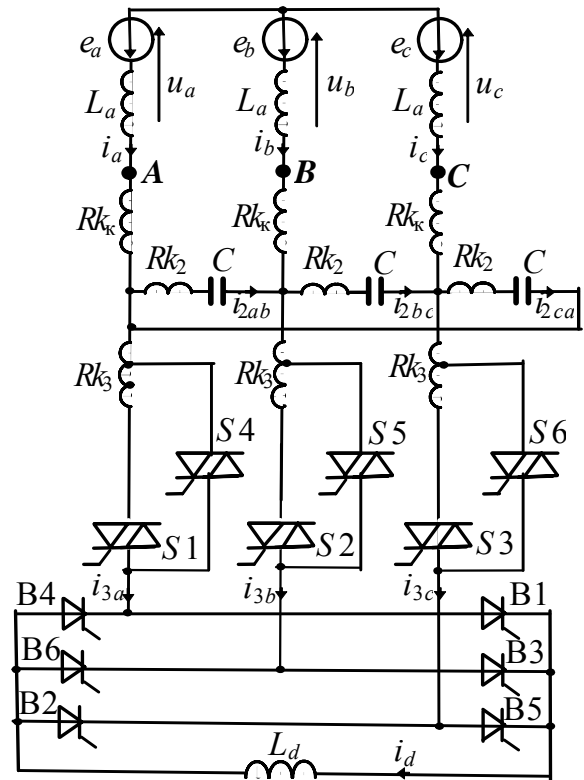 e_a e_b e_c
u_a u_b u_c
L_a L_a L_a
i_a i_b i_c
A B C
Rk_к Rk_к Rk_к
Rk_2 C Rk_2 C Rk_2 C
i_2ab i_2bc i_2ca
Rk_3 Rk_3 Rk_3
S4 S5 S6
S1 S2 S3
i_3a i_3b i_3c
B4 B1
B6 B3
B2 B5
L_d i_d